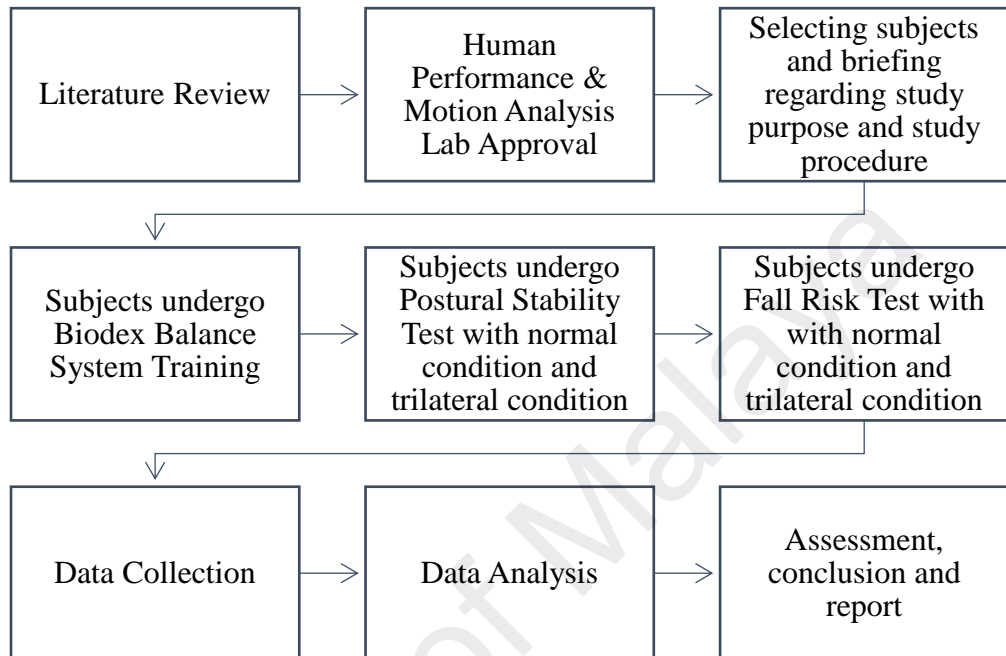 Literature Review
Human
Performance &
Motion Analysis
Lab Approval
Selecting subjects
and briefing
regarding study
purpose and study
procedure
Subjects undergo
Biodex Balance
System Training
Subjects undergo
Postural Stability
Test with normal
condition and
trilateral condition
Subjects undergo
Fall Risk Test with
with normal
condition and
trilateral condition
Data Collection
Data Analysis
Assessment,
conclusion and
report
of Malaya